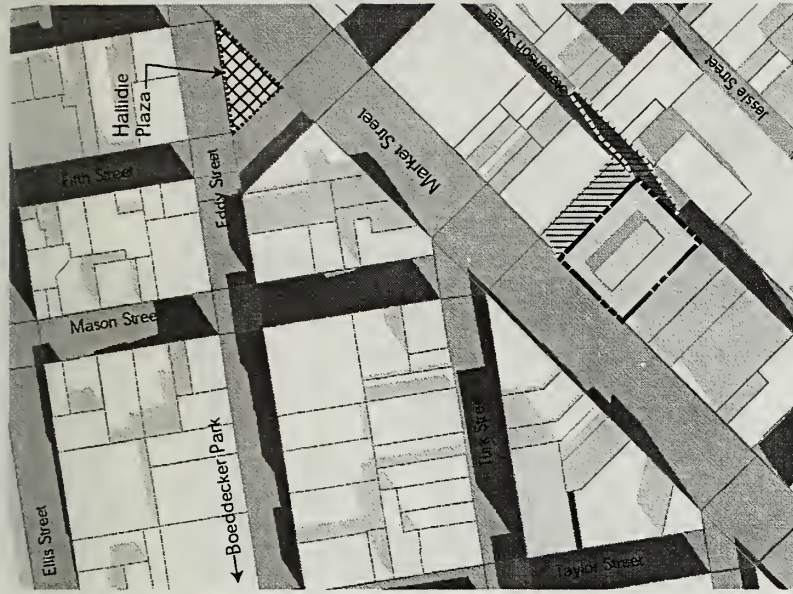 Hallidie
Plaza
Stevenson Street
Jessie Street
Market Street
Fifth Street
Eddy Street
Mason Street
Ellis Street
Boeddecker Park
Turk Street
Taylor Street